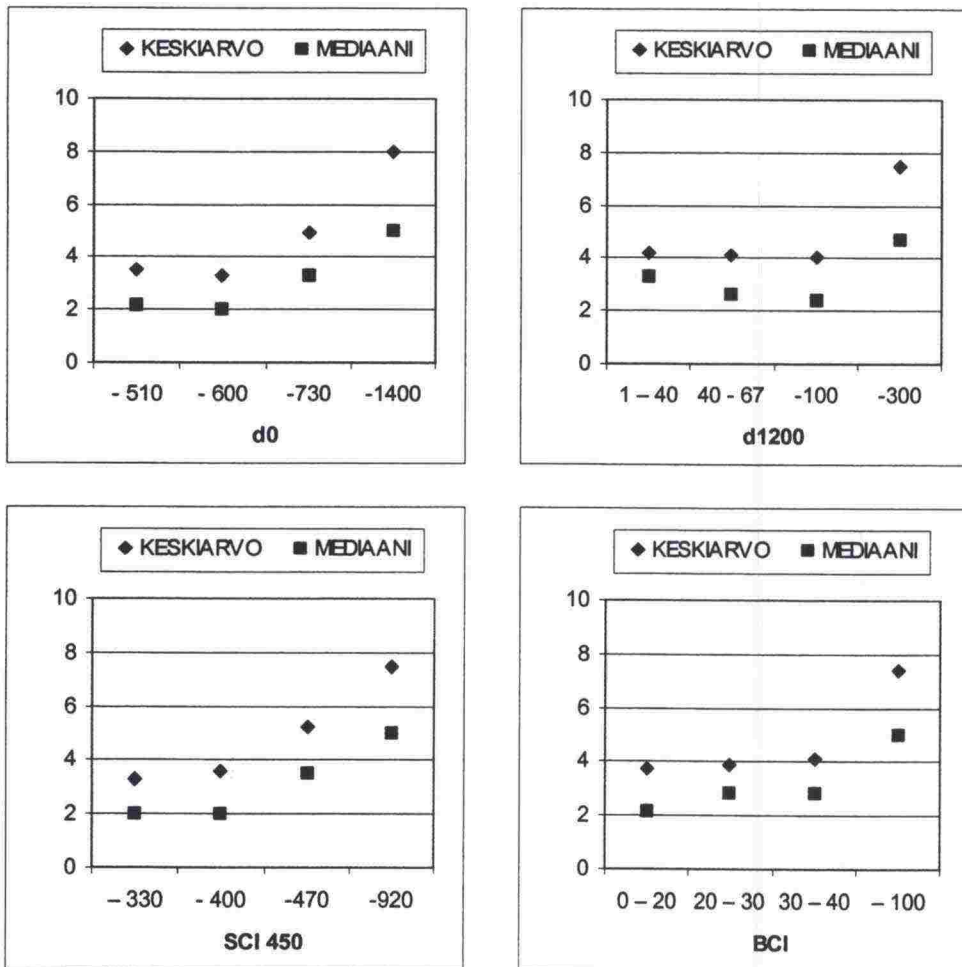 ◆ KESKIARVO ■ MEDIAANI
10
8
6
4
2
0
- 510 - 600 -730 -1400
d0
◆ KESKIARVO ■ MEDIAANI
10
8
6
4
2
0
1 – 40 40 - 67 -100 -300
d1200
◆ KESKIARVO ■ MEDIAANI
10
8
6
4
2
0
– 330 - 400 -470 -920
SCI 450
◆ KESKIARVO ■ MEDIAANI
10
8
6
4
2
0
0 – 20 20 – 30 30 – 40 – 100
BCI